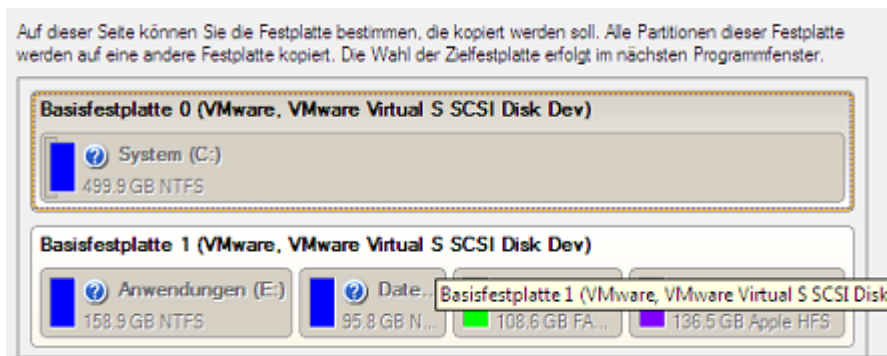 Auf dieser Seite können Sie die Festplatte bestimmen, die kopiert werden soll. Alle Partitionen dieser Festplatte
werden auf eine andere Festplatte kopiert. Die Wahl der Zielfestplatte erfolgt im nächsten Programmfenster.
Basisfestplatte 0 (VMware, VMware Virtual S SCSI Disk Dev)
System (C:)
499.9 GB NTFS
Basisfestplatte 1 (VMware, VMware Virtual S SCSI Disk Dev)
Anwendungen (E:)
Date...
Basisfestplatte 1 (VMware, VMware Virtual S SCSI Disk
158.9 GB NTFS
95.8 GB N...
108.6 GB FA...
136.5 GB Apple HFS